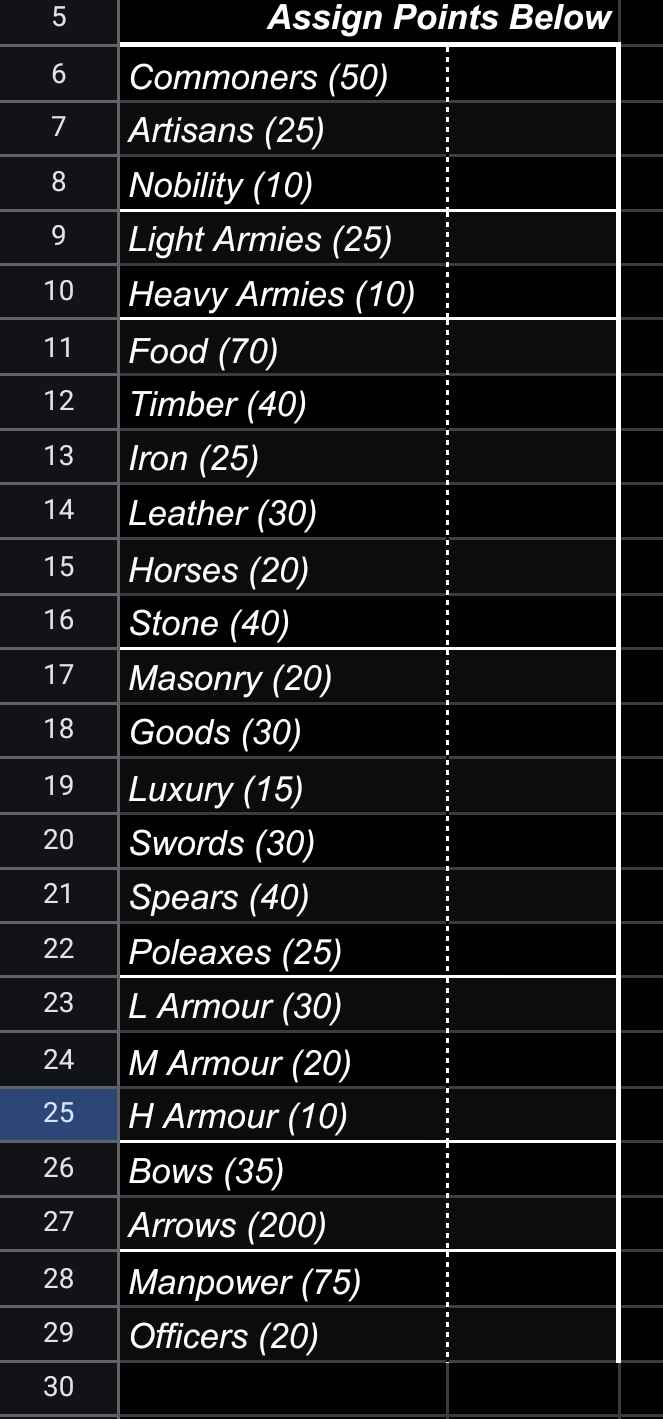 5 Assign Points Below
6 Commoners (50)
7 Artisans (25)
8 Nobility (10)
9 Light Armies (25)
10 Heavy Armies (10)
11 Food (70)
12 Timber (40)
13 Iron (25)
14 Leather (30)
15 Horses (20)
16 Stone (40)
17 Masonry (20)
18 Goods (30)
19 Luxury (15)
20 Swords (30)
21 Spears (40)
22 Poleaxes (25)
23 L Armour (30)
24 M Armour (20)
25 H Armour (10)
26 Bows (35)
27 Arrows (200)
28 Manpower (75)
29 Officers (20)
30